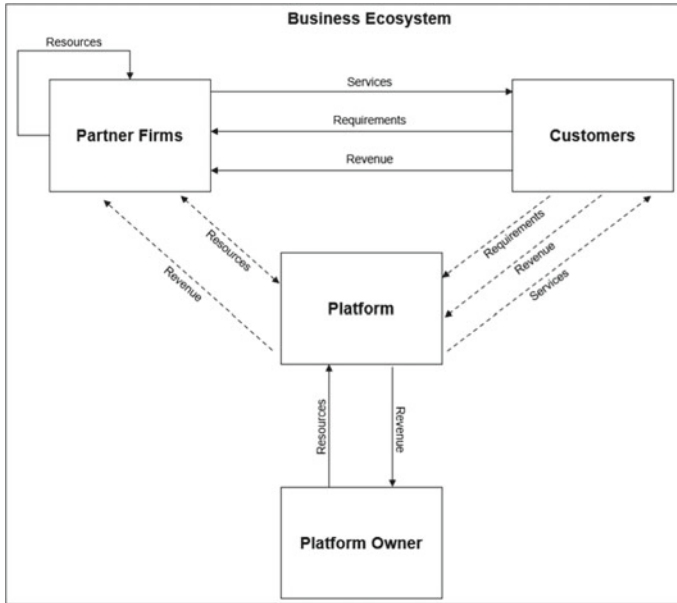 Business Ecosystem
Resources
Partner Firms
Services
Requirements
Revenue
Customers
Resources
Revenue
Requirements
Revenue
Services
Platform
Resources
Revenue
Platform Owner